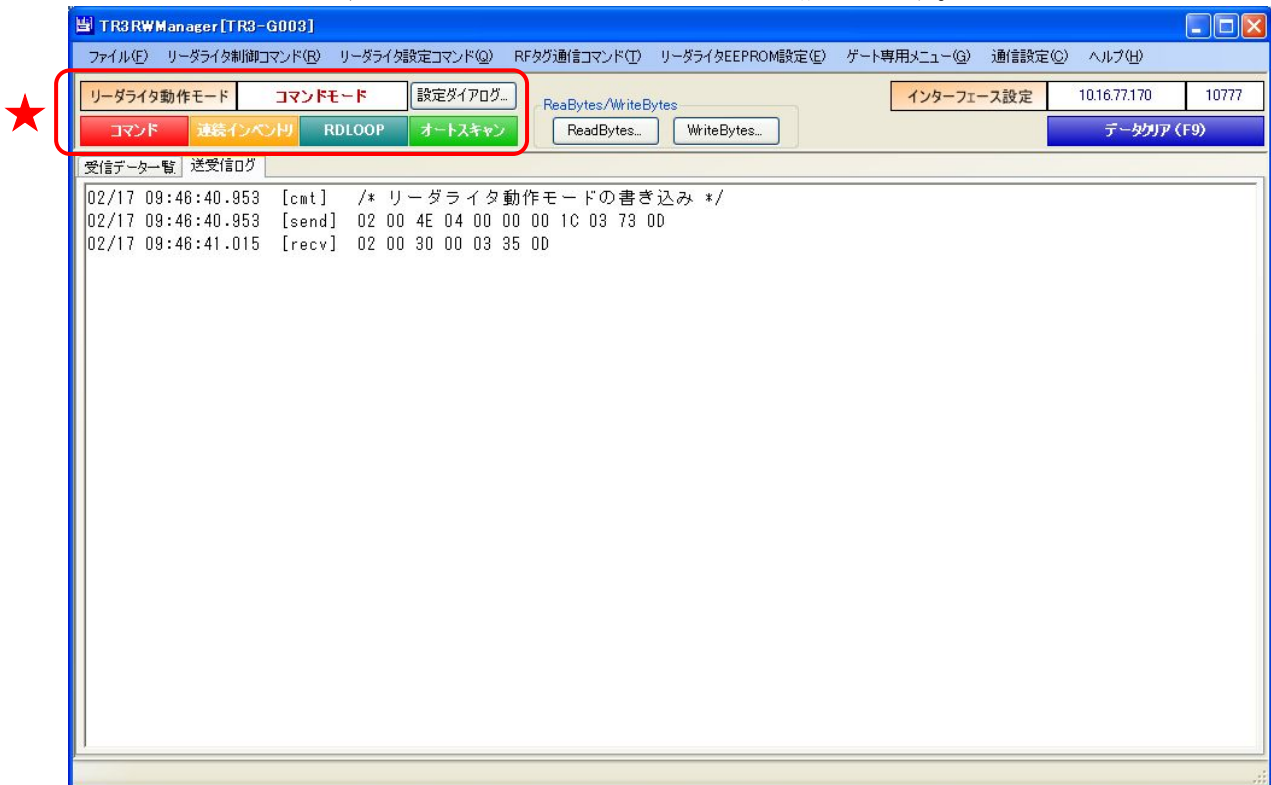 TR3RWManager[TR3-G003]
ファイル(F) リーダライタ制御コマンド(R) リーダライタ設定コマンド(Q) RFタグ通信コマンド(T) リーダライタEEPROM設定(E) ゲート専用メニュー(G) 通信設定(C) ヘルプ(H)
リーダライタ動作モード コマンドモード 設定ダイアログ... ReaBytes/WriteBytes インターフェース設定 10.16.77.170 10777
コマンド 連続インベントリ RDLOOP オートスキャン ReadBytes... WriteBytes... データクリア(F9)
受信データ一覧 送受信ログ
02/17 09:46:40.953 [cmt] /* リーダライタ動作モードの書き込み */
02/17 09:46:40.953 [send] 02 00 4E 04 00 00 00 1C 03 73 0D
02/17 09:46:41.015 [recv] 02 00 30 00 03 35 0D